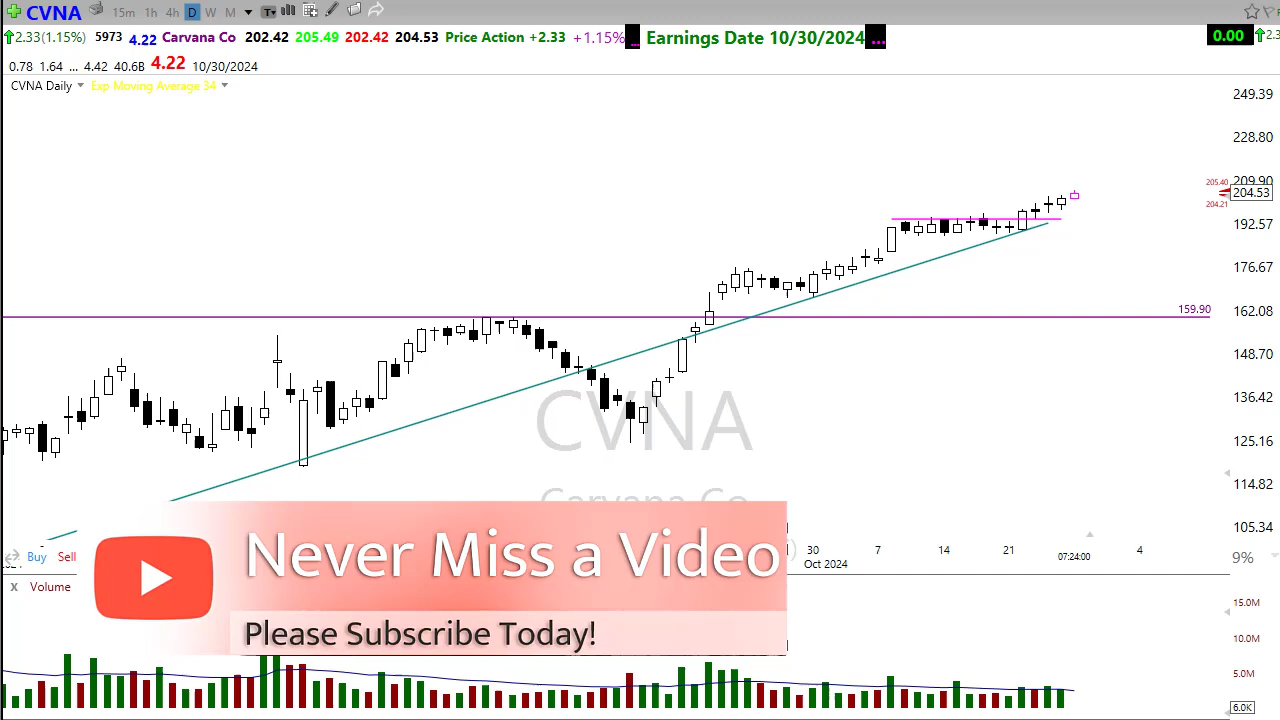 CVNA 15m 1h 4h D W M T
2.33(1.15%) 5973 4.22 Carvana Co 202.42 205.49 202.42 204.53 Price Action +2.33 +1.15% ... Earnings Date 10/30/2024 ... 0.00
0.78 1.64 ... 4.42 40.6B 4.22 10/30/2024
CVNA Daily Exp Moving Average 34
249.39
228.80
209.90
205.40
204.53
204.21
192.57
176.67
159.90
162.08
148.70
136.42
CVNA
125.16
114.82
Carvana Co
105.34
Buy Sell
Never Miss a Video
30 7 14 21 07:24:00 4
Oct 2024
9%
X Volume
15.0M
Please Subscribe Today!
10.0M
5.0M
6.0K